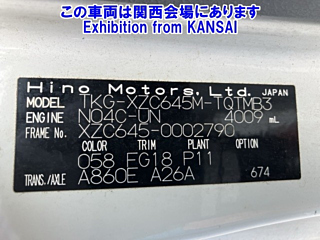 この車両は関西会場にあります
Exhibition from KANSAI
Hino Motors, Ltd. JAPAN
MODEL TKG-XZC645M-TQTMB3
ENGINE N04C-UN 4009 mL
FRAME No. XZC645-0002790
COLOR TRIM PLANT OPTION
058 FG18 P11
TRANS./AXLE A860E A26A 674